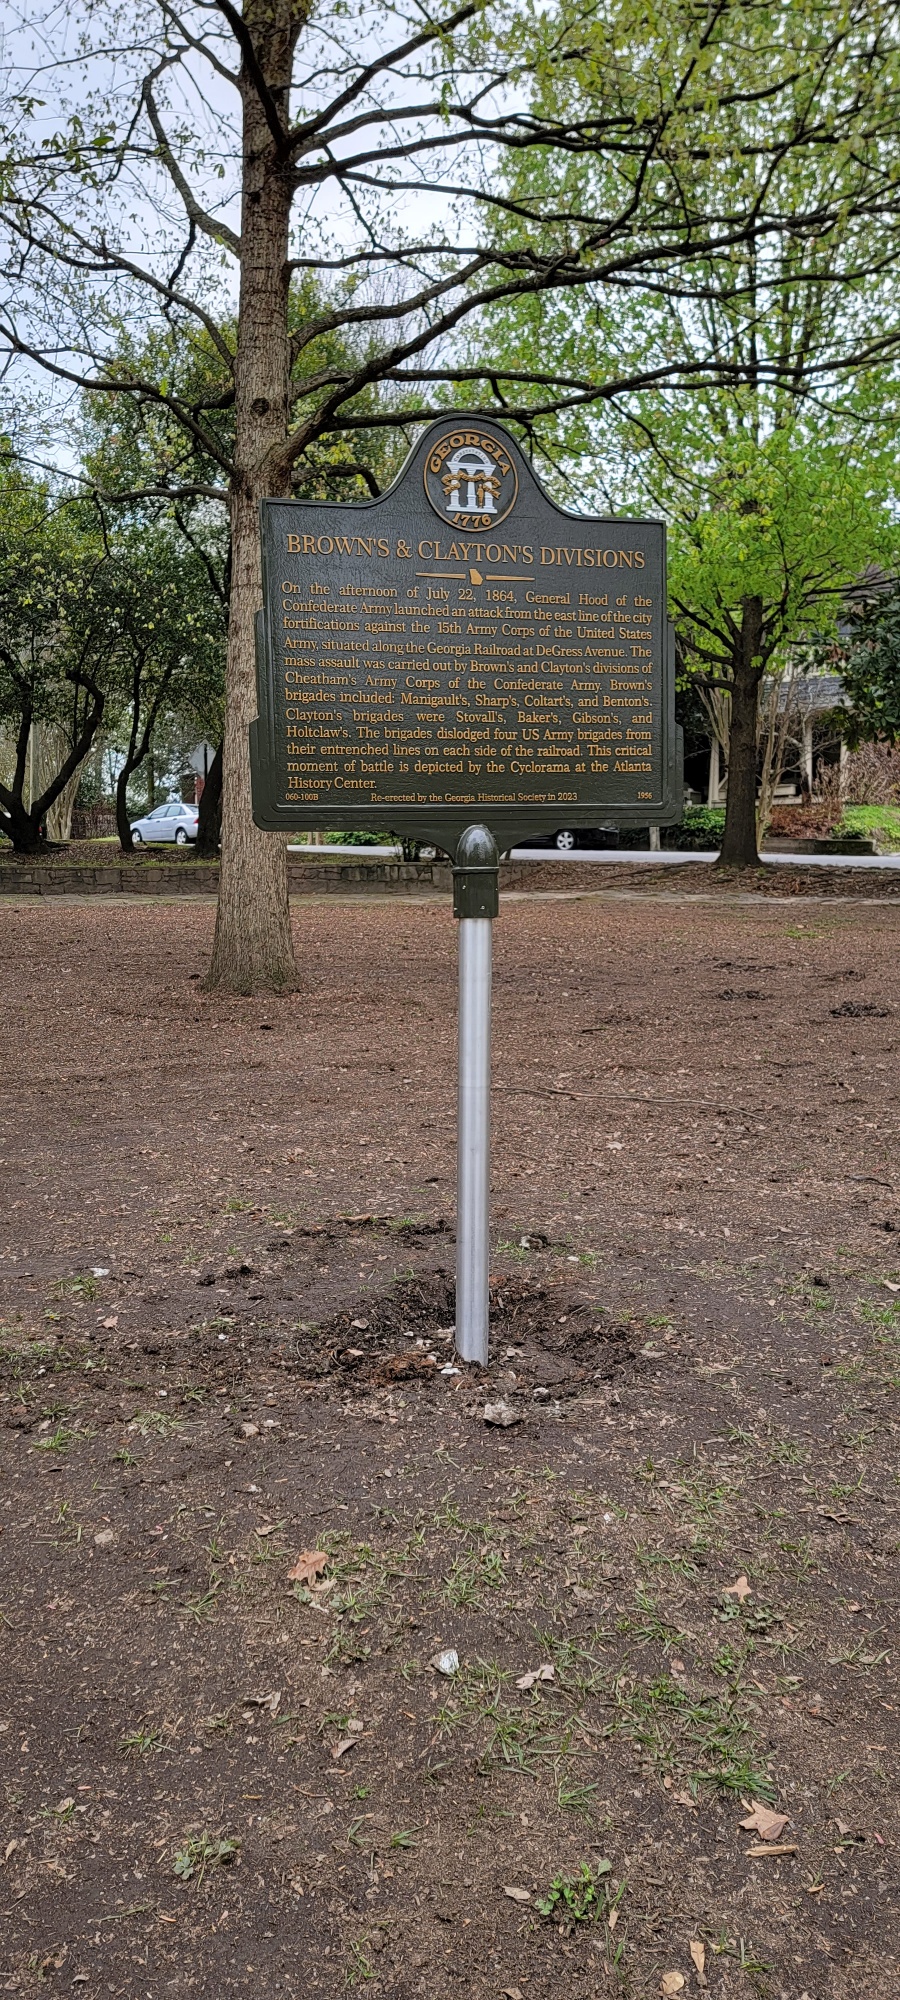 GEORGIA
1776
BROWN'S & CLAYTON'S DIVISIONS
On the afternoon of July 22, 1864, General Hood of the
Confederate Army launched an attack from the east line of the city
fortifications against the 15th Army Corps of the United States
Army, situated along the Georgia Railroad at DeGress Avenue. The
mass assault was carried out by Brown's and Clayton's divisions of
Cheatham's Army Corps of the Confederate Army. Brown's
brigades included: Manigault's, Sharp's, Coltart's, and Benton's.
Clayton's brigades were Stovall's, Baker's, Gibson's, and
Holtclaw's. The brigades dislodged four US Army brigades from
their entrenched lines on each side of the railroad. This critical
moment of battle is depicted by the Cyclorama at the Atlanta
History Center.
060-100B Re-erected by the Georgia Historical Society in 2023 1956